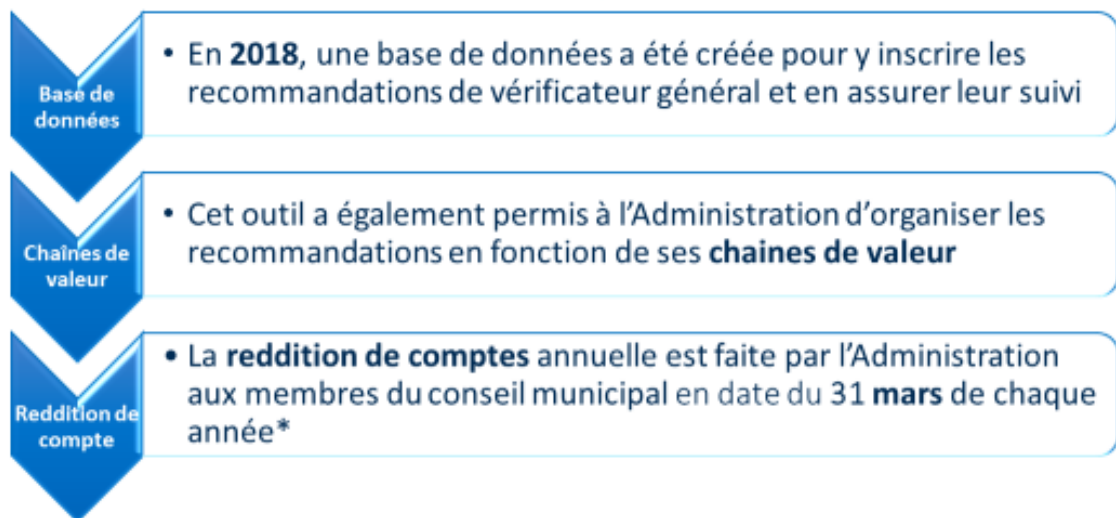 Base de
données
• En 2018, une base de données a été créée pour y inscrire les
recommandations de vérificateur général et en assurer leur suivi
Chaînes de
valeur
• Cet outil a également permis à l'Administration d'organiser les
recommandations en fonction de ses chaines de valeur
Reddition de
compte
• La reddition de comptes annuelle est faite par l'Administration
aux membres du conseil municipal en date du 31 mars de chaque
année*